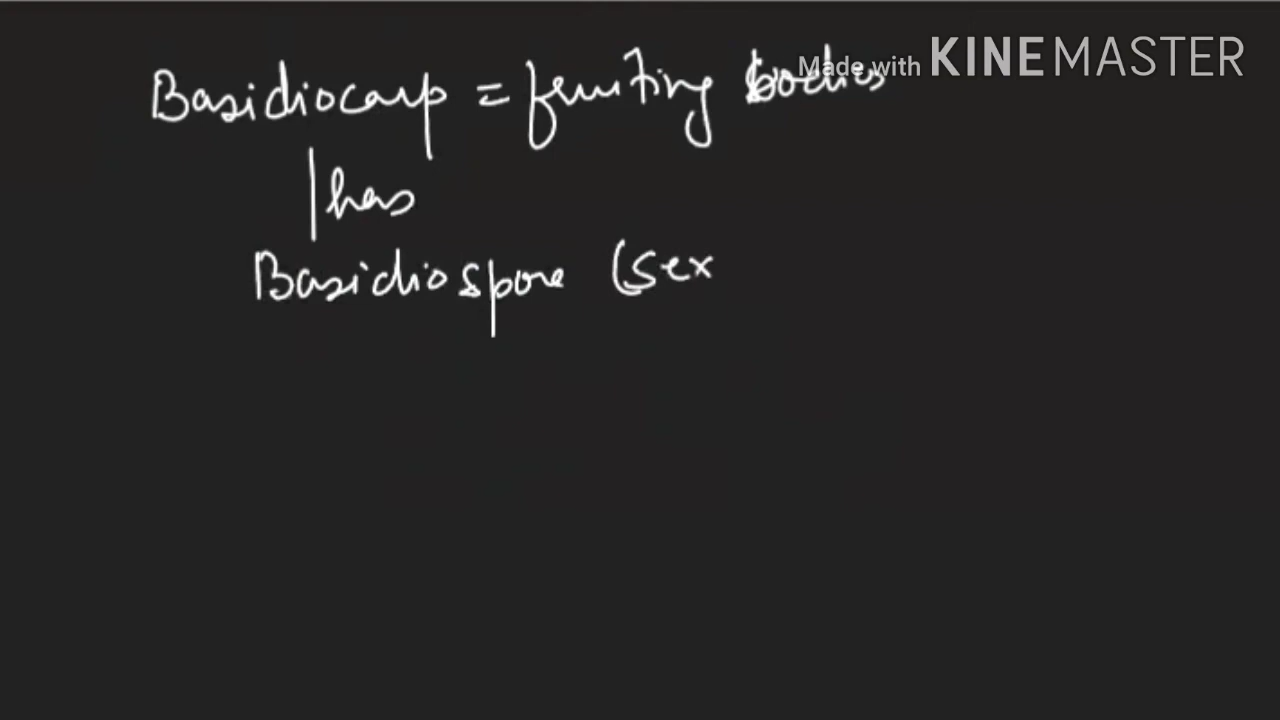 Made with KINEMASTER
Basidiocarp = fruiting bodies
has
Basidiospore (sex